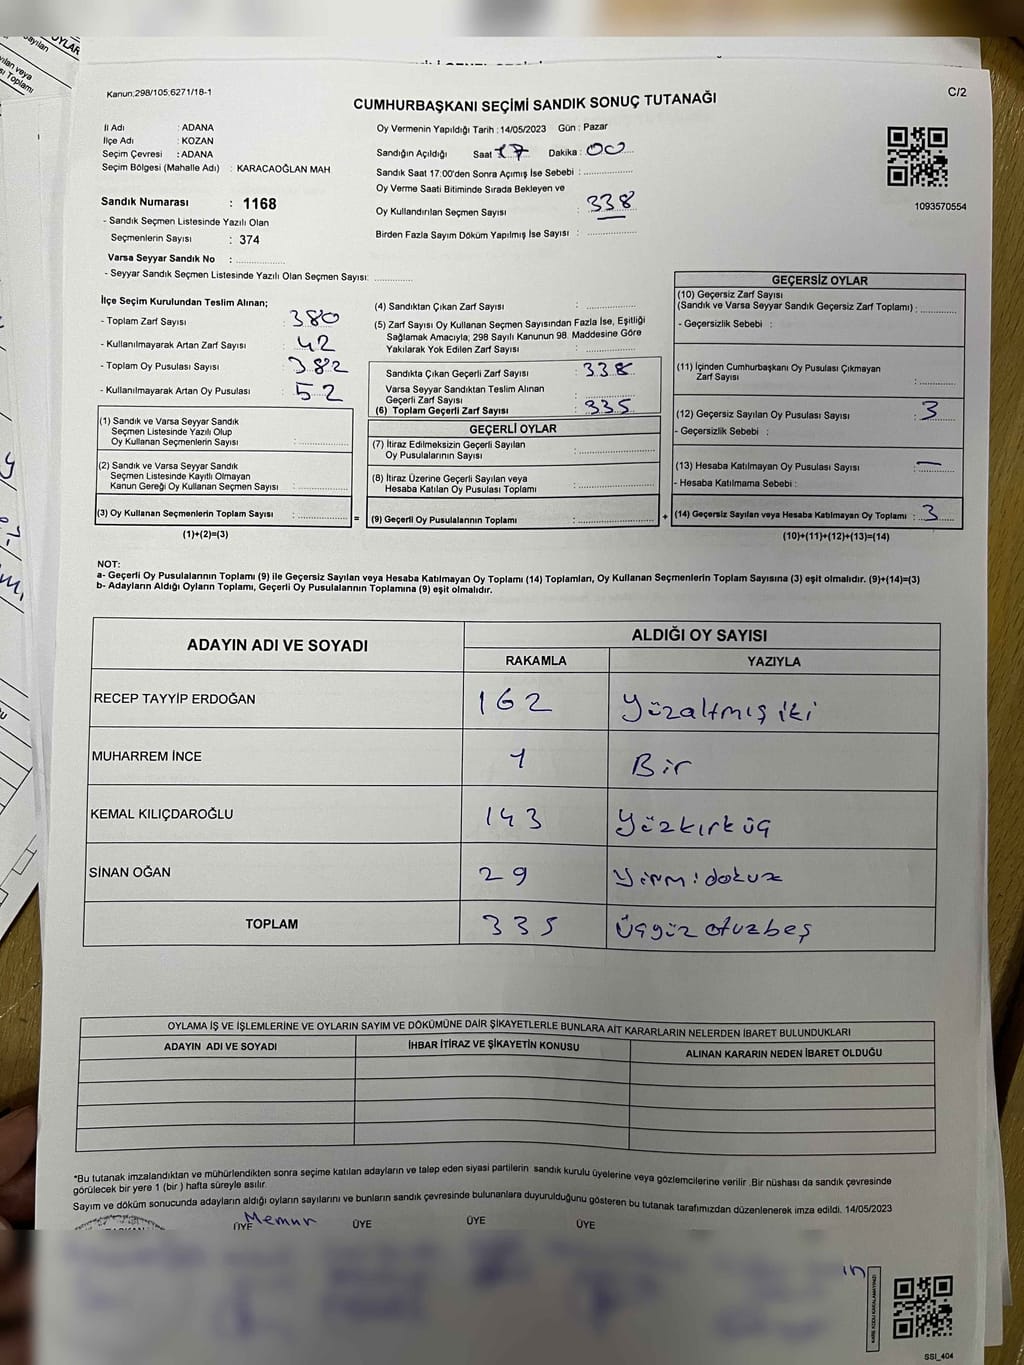 Kanun:298/105.6271/18-1
C/2
CUMHURBAŞKANI SEÇİMİ SANDIK SONUÇ TUTANAĞI
İl Adı : ADANA
İlçe Adı : KOZAN
Seçim Çevresi : ADANA
Seçim Bölgesi (Mahalle Adı) : KARACAOĞLAN MAH
Sandık Numarası : 1168
- Sandık Seçmen Listesinde Yazılı Olan
Seçmenlerin Sayısı : 374
Varsa Seyyar Sandık No :
- Seyyar Sandık Seçmen Listesinde Yazılı Olan Seçmen Sayısı:
Oy Vermenin Yapıldığı Tarih : 14/05/2023 Gün : Pazar
Sandığın Açıldığı Saat 17 Dakika : 00
Sandık Saat 17:00'den Sonra Açımış İse Sebebi :
Oy Verme Saati Bitiminde Sırada Bekleyen ve
Oy Kullandırılan Seçmen Sayısı : 338
Birden Fazla Sayım Döküm Yapılmış İse Sayısı :
1093570554
İlçe Seçim Kurulundan Teslim Alınan;
- Toplam Zarf Sayısı : 380
- Kullanılmayarak Artan Zarf Sayısı : 42
- Toplam Oy Pusulası Sayısı : 382
- Kullanılmayarak Artan Oy Pusulası : 52
(1) Sandık ve Varsa Seyyar Sandık
Seçmen Listesinde Yazılı Olup
Oy Kullanan Seçmenlerin Sayısı :
(2) Sandık ve Varsa Seyyar Sandık
Seçmen Listesinde Kayıtlı Olmayan
Kanun Gereği Oy Kullanan Seçmen Sayısı :
(3) Oy Kullanan Seçmenlerin Toplam Sayısı :
(1)+(2)=(3)
(4) Sandıktan Çıkan Zarf Sayısı :
(5) Zarf Sayısı Oy Kullanan Seçmen Sayısından Fazla İse, Eşitliği
Sağlamak Amacıyla; 298 Sayılı Kanunun 98. Maddesine Göre
Yakılarak Yok Edilen Zarf Sayısı :
Sandıkta Çıkan Geçerli Zarf Sayısı : 338
Varsa Seyyar Sandıktan Teslim Alınan
Geçerli Zarf Sayısı :
(6) Toplam Geçerli Zarf Sayısı : 335
GEÇERLİ OYLAR
(7) İtiraz Edilmeksizin Geçerli Sayılan
Oy Pusulalarının Sayısı :
(8) İtiraz Üzerine Geçerli Sayılan veya
Hesaba Katılan Oy Pusulası Toplamı :
= (9) Geçerli Oy Pusulalarının Toplamı :
GEÇERSİZ OYLAR
(10) Geçersiz Zarf Sayısı
(Sandık ve Varsa Seyyar Sandık Geçersiz Zarf Toplamı) :
- Geçersizlik Sebebi :
(11) İçinden Cumhurbaşkanı Oy Pusulası Çıkmayan
Zarf Sayısı :
(12) Geçersiz Sayılan Oy Pusulası Sayısı : 3
- Geçersizlik Sebebi :
(13) Hesaba Katılmayan Oy Pusulası Sayısı : —
- Hesaba Katılmama Sebebi :
+ (14) Geçersiz Sayılan veya Hesaba Katılmayan Oy Toplamı : 3
(10)+(11)+(12)+(13)=(14)
NOT:
a- Geçerli Oy Pusulalarının Toplamı (9) ile Geçersiz Sayılan veya Hesaba Katılmayan Oy Toplamı (14) Toplamları, Oy Kullanan Seçmenlerin Toplam Sayısına (3) eşit olmalıdır. (9)+(14)=(3)
b- Adayların Aldığı Oyların Toplamı, Geçerli Oy Pusulalarının Toplamına (9) eşit olmalıdır.
ADAYIN ADI VE SOYADI ALDIĞI OY SAYISI
RAKAMLA YAZIYLA
RECEP TAYYİP ERDOĞAN 162 Yüzaltmış iki
MUHARREM İNCE 1 Bir
KEMAL KILIÇDAROĞLU 143 Yüzkırküç
SİNAN OĞAN 29 Yirmidokuz
TOPLAM 335 Üçyüz otuzbeş
OYLAMA İŞ VE İŞLEMLERİNE VE OYLARIN SAYIM VE DÖKÜMÜNE DAİR ŞİKAYETLERLE BUNLARA AİT KARARLARIN NELERDEN İBARET BULUNDUKLARI
ADAYIN ADI VE SOYADI İHBAR İTİRAZ VE ŞİKAYETİN KONUSU ALINAN KARARIN NEDEN İBARET OLDUĞU
*Bu tutanak imzalandıktan ve mühürlendikten sonra seçime katılan adayların ve talep eden siyasi partilerin sandık kurulu üyelerine veya gözlemcilerine verilir .Bir nüshası da sandık çevresinde
görülecek bir yere 1 (bir ) hafta süreyle asılır.
Sayım ve döküm sonucunda adayların aldığı oyların sayılarını ve bunların sandık çevresinde bulunanlara duyurulduğunu gösteren bu tutanak tarafımızdan düzenlenerek imza edildi. 14/05/2023
Memur
ÜYE ÜYE ÜYE ÜYE
SSI_404